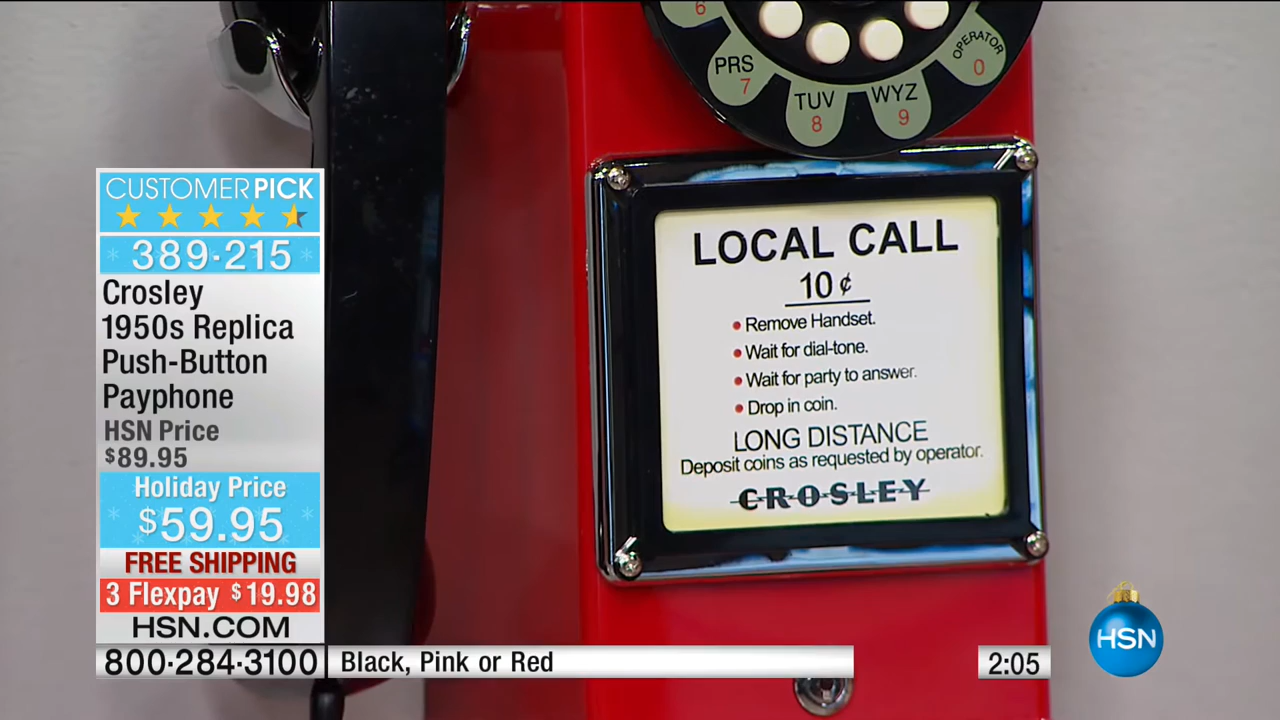 CUSTOMER PICK
389·215
Crosley
1950s Replica
Push-Button
Payphone
HSN Price
$89.95
Holiday Price
$59.95
FREE SHIPPING
3 Flexpay $19.98
HSN.COM
800·284·3100
Black, Pink or Red
2:05
HSN
6
PRS
7
TUV
8
WYZ
9
OPERATOR
0
LOCAL CALL
10¢
• Remove Handset.
• Wait for dial-tone.
• Wait for party to answer.
• Drop in coin.
LONG DISTANCE
Deposit coins as requested by operator.
CROSLEY